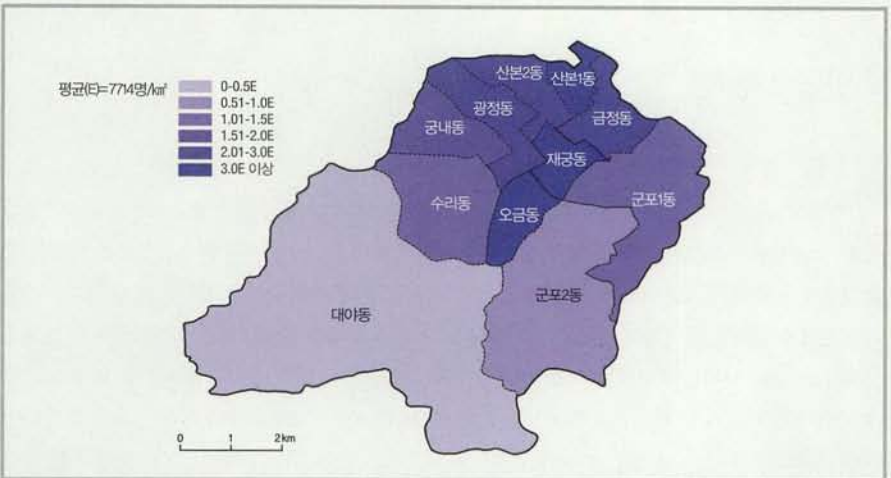 평균(E)=7714명/㎢
0-0.5E
0.51-1.0E
1.01-1.5E
1.51-2.0E
2.01-3.0E
3.0E 이상
산본2동
산본1동
광정동
금정동
궁내동
재궁동
수리동
오금동
군포1동
군포2동
대야동
0 1 2km